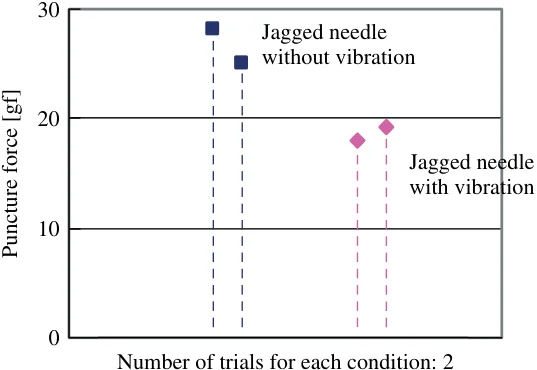 30
Jagged needle
without vibration
20
Puncture force [gf]
Jagged needle
with vibration
10
0
Number of trials for each condition: 2